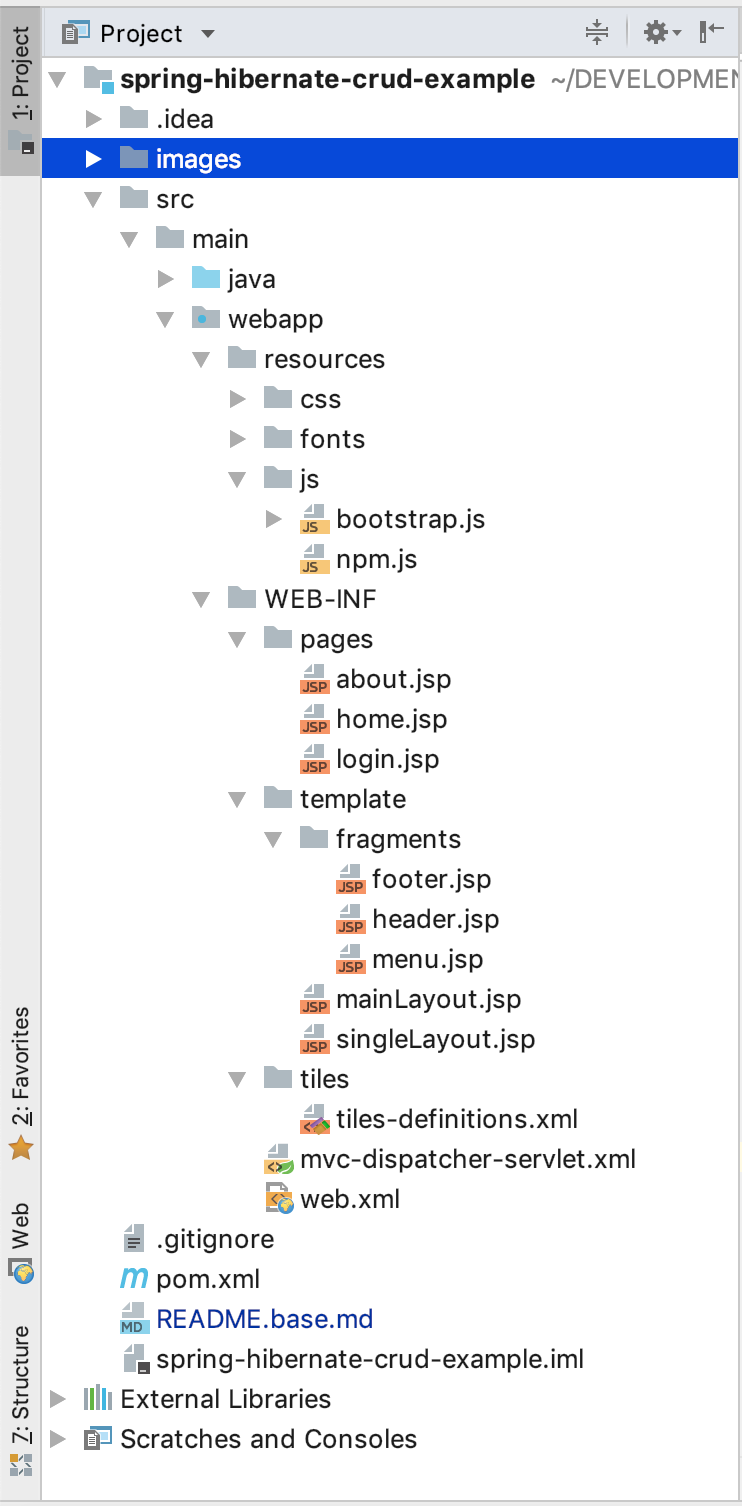 Project
1: Project
spring-hibernate-crud-example ~/DEVELOPMEN
.idea
images
src
main
java
webapp
resources
css
fonts
js
JS bootstrap.js
JS npm.js
WEB-INF
pages
JSP about.jsp
JSP home.jsp
JSP login.jsp
template
fragments
JSP footer.jsp
JSP header.jsp
JSP menu.jsp
JSP mainLayout.jsp
JSP singleLayout.jsp
tiles
tiles-definitions.xml
mvc-dispatcher-servlet.xml
web.xml
.gitignore
m pom.xml
MD README.base.md
spring-hibernate-crud-example.iml
External Libraries
Scratches and Consoles
2: Favorites
Web
7: Structure